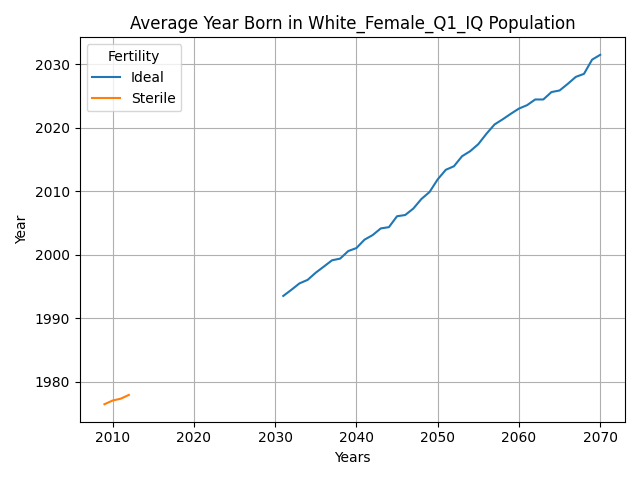 Average Year Born in White_Female_Q1_IQ Population
Fertility
Ideal
Sterile
Year
2030
2020
2010
2000
1990
1980
2010 2020 2030 2040 2050 2060 2070
Years